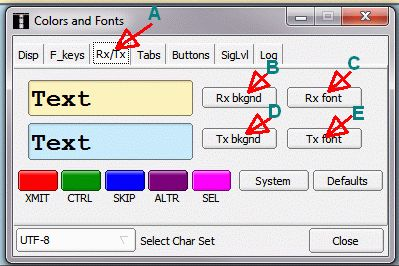 Colors and Fonts
A
Disp F_keys Rx/Tx Tabs Buttons SigLvl Log
B C
Text Rx bkgnd Rx font
D E
Text Tx bkgnd Tx font
System Defaults
XMIT CTRL SKIP ALTR SEL
UTF-8 Select Char Set Close